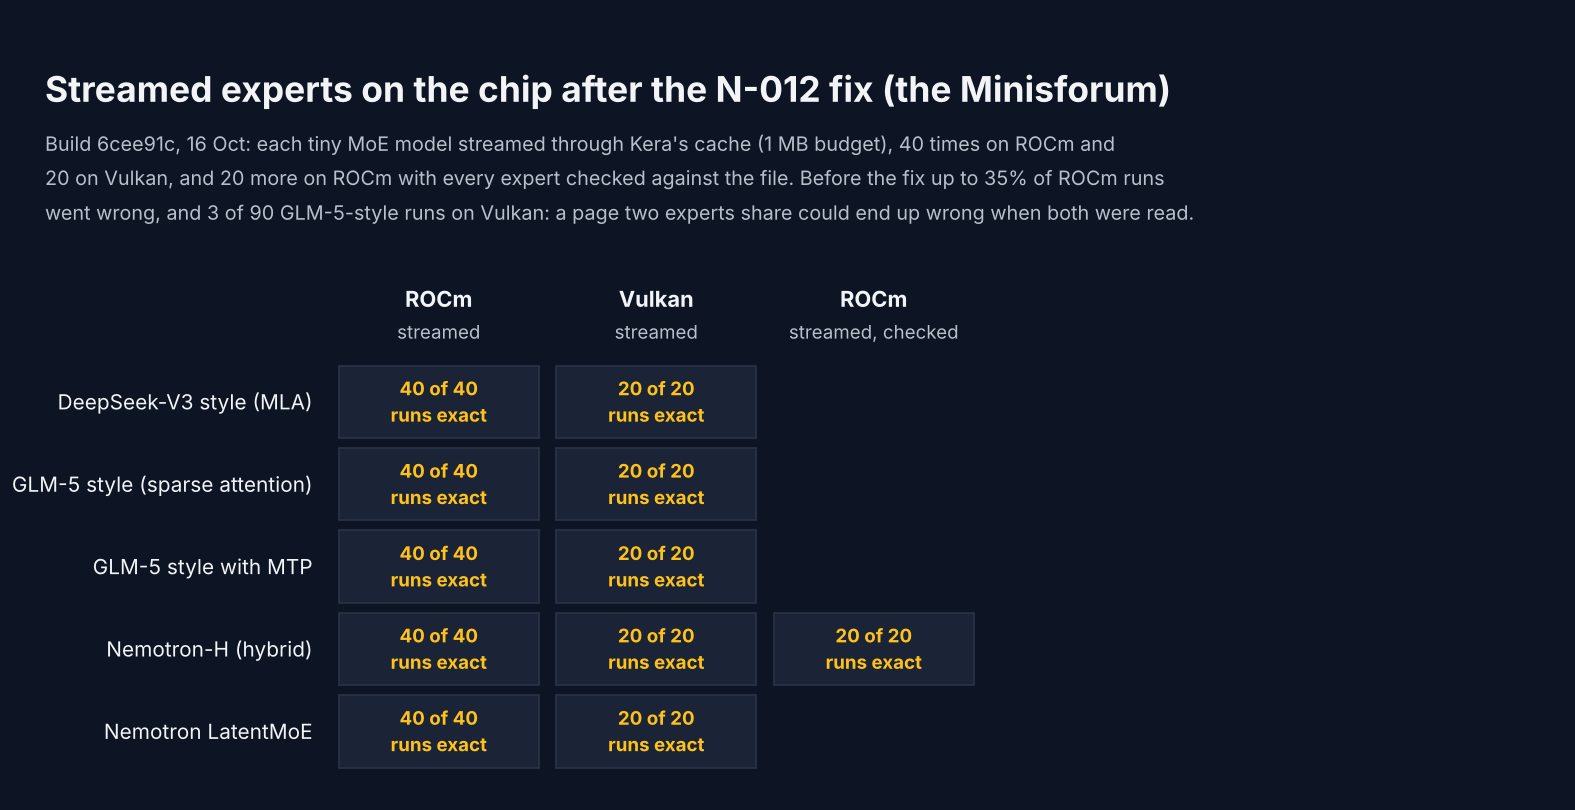 Streamed experts on the chip after the N-012 fix (the Minisforum)
Build 6cee91c, 16 Oct: each tiny MoE model streamed through Kera's cache (1 MB budget), 40 times on ROCm and
20 on Vulkan, and 20 more on ROCm with every expert checked against the file. Before the fix up to 35% of ROCm runs
went wrong, and 3 of 90 GLM-5-style runs on Vulkan: a page two experts share could end up wrong when both were read.
ROCm
streamed
Vulkan
streamed
ROCm
streamed, checked
DeepSeek-V3 style (MLA)
40 of 40
runs exact
20 of 20
runs exact
GLM-5 style (sparse attention)
40 of 40
runs exact
20 of 20
runs exact
GLM-5 style with MTP
40 of 40
runs exact
20 of 20
runs exact
Nemotron-H (hybrid)
40 of 40
runs exact
20 of 20
runs exact
20 of 20
runs exact
Nemotron LatentMoE
40 of 40
runs exact
20 of 20
runs exact